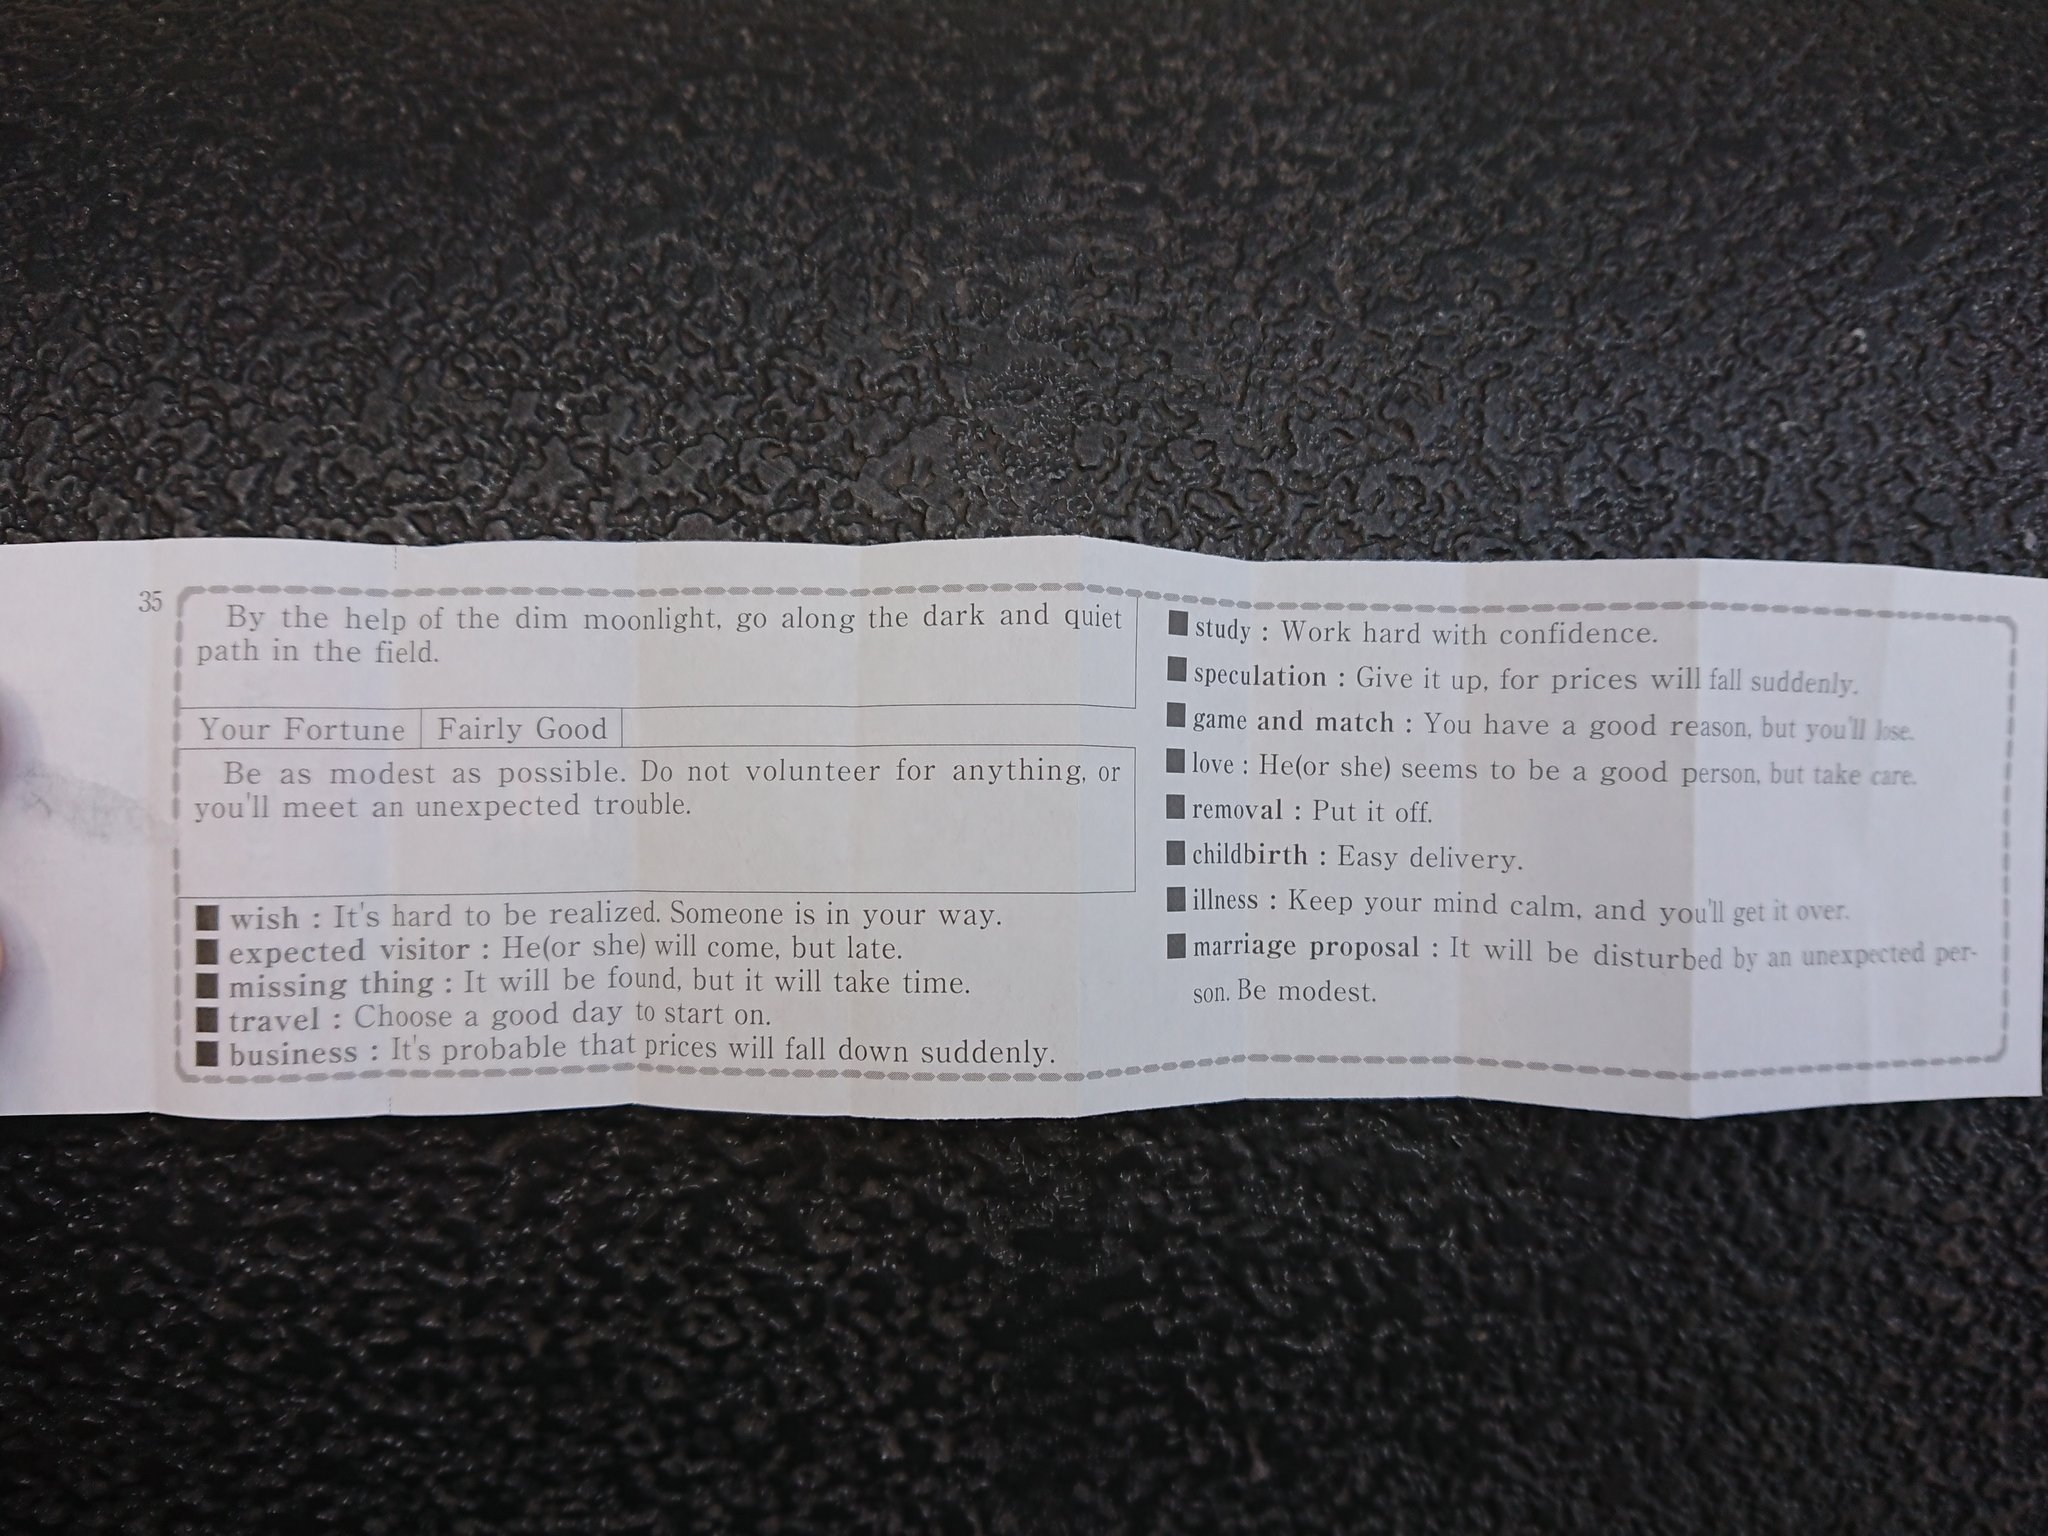 35
By the help of the dim moonlight, go along the dark and quiet
path in the field.
Your Fortune Fairly Good
Be as modest as possible. Do not volunteer for anything, or
you'll meet an unexpected trouble.
■ wish : It's hard to be realized. Someone is in your way.
■ expected visitor : He(or she) will come, but late.
■ missing thing : It will be found, but it will take time.
■ travel : Choose a good day to start on.
■ business : It's probable that prices will fall down suddenly.
■ study : Work hard with confidence.
■ speculation : Give it up, for prices will fall suddenly.
■ game and match : You have a good reason, but you'll lose.
■ love : He(or she) seems to be a good person, but take care.
■ removal : Put it off.
■ childbirth : Easy delivery.
■ illness : Keep your mind calm, and you'll get it over.
■ marriage proposal : It will be disturbed by an unexpected per-
son. Be modest.